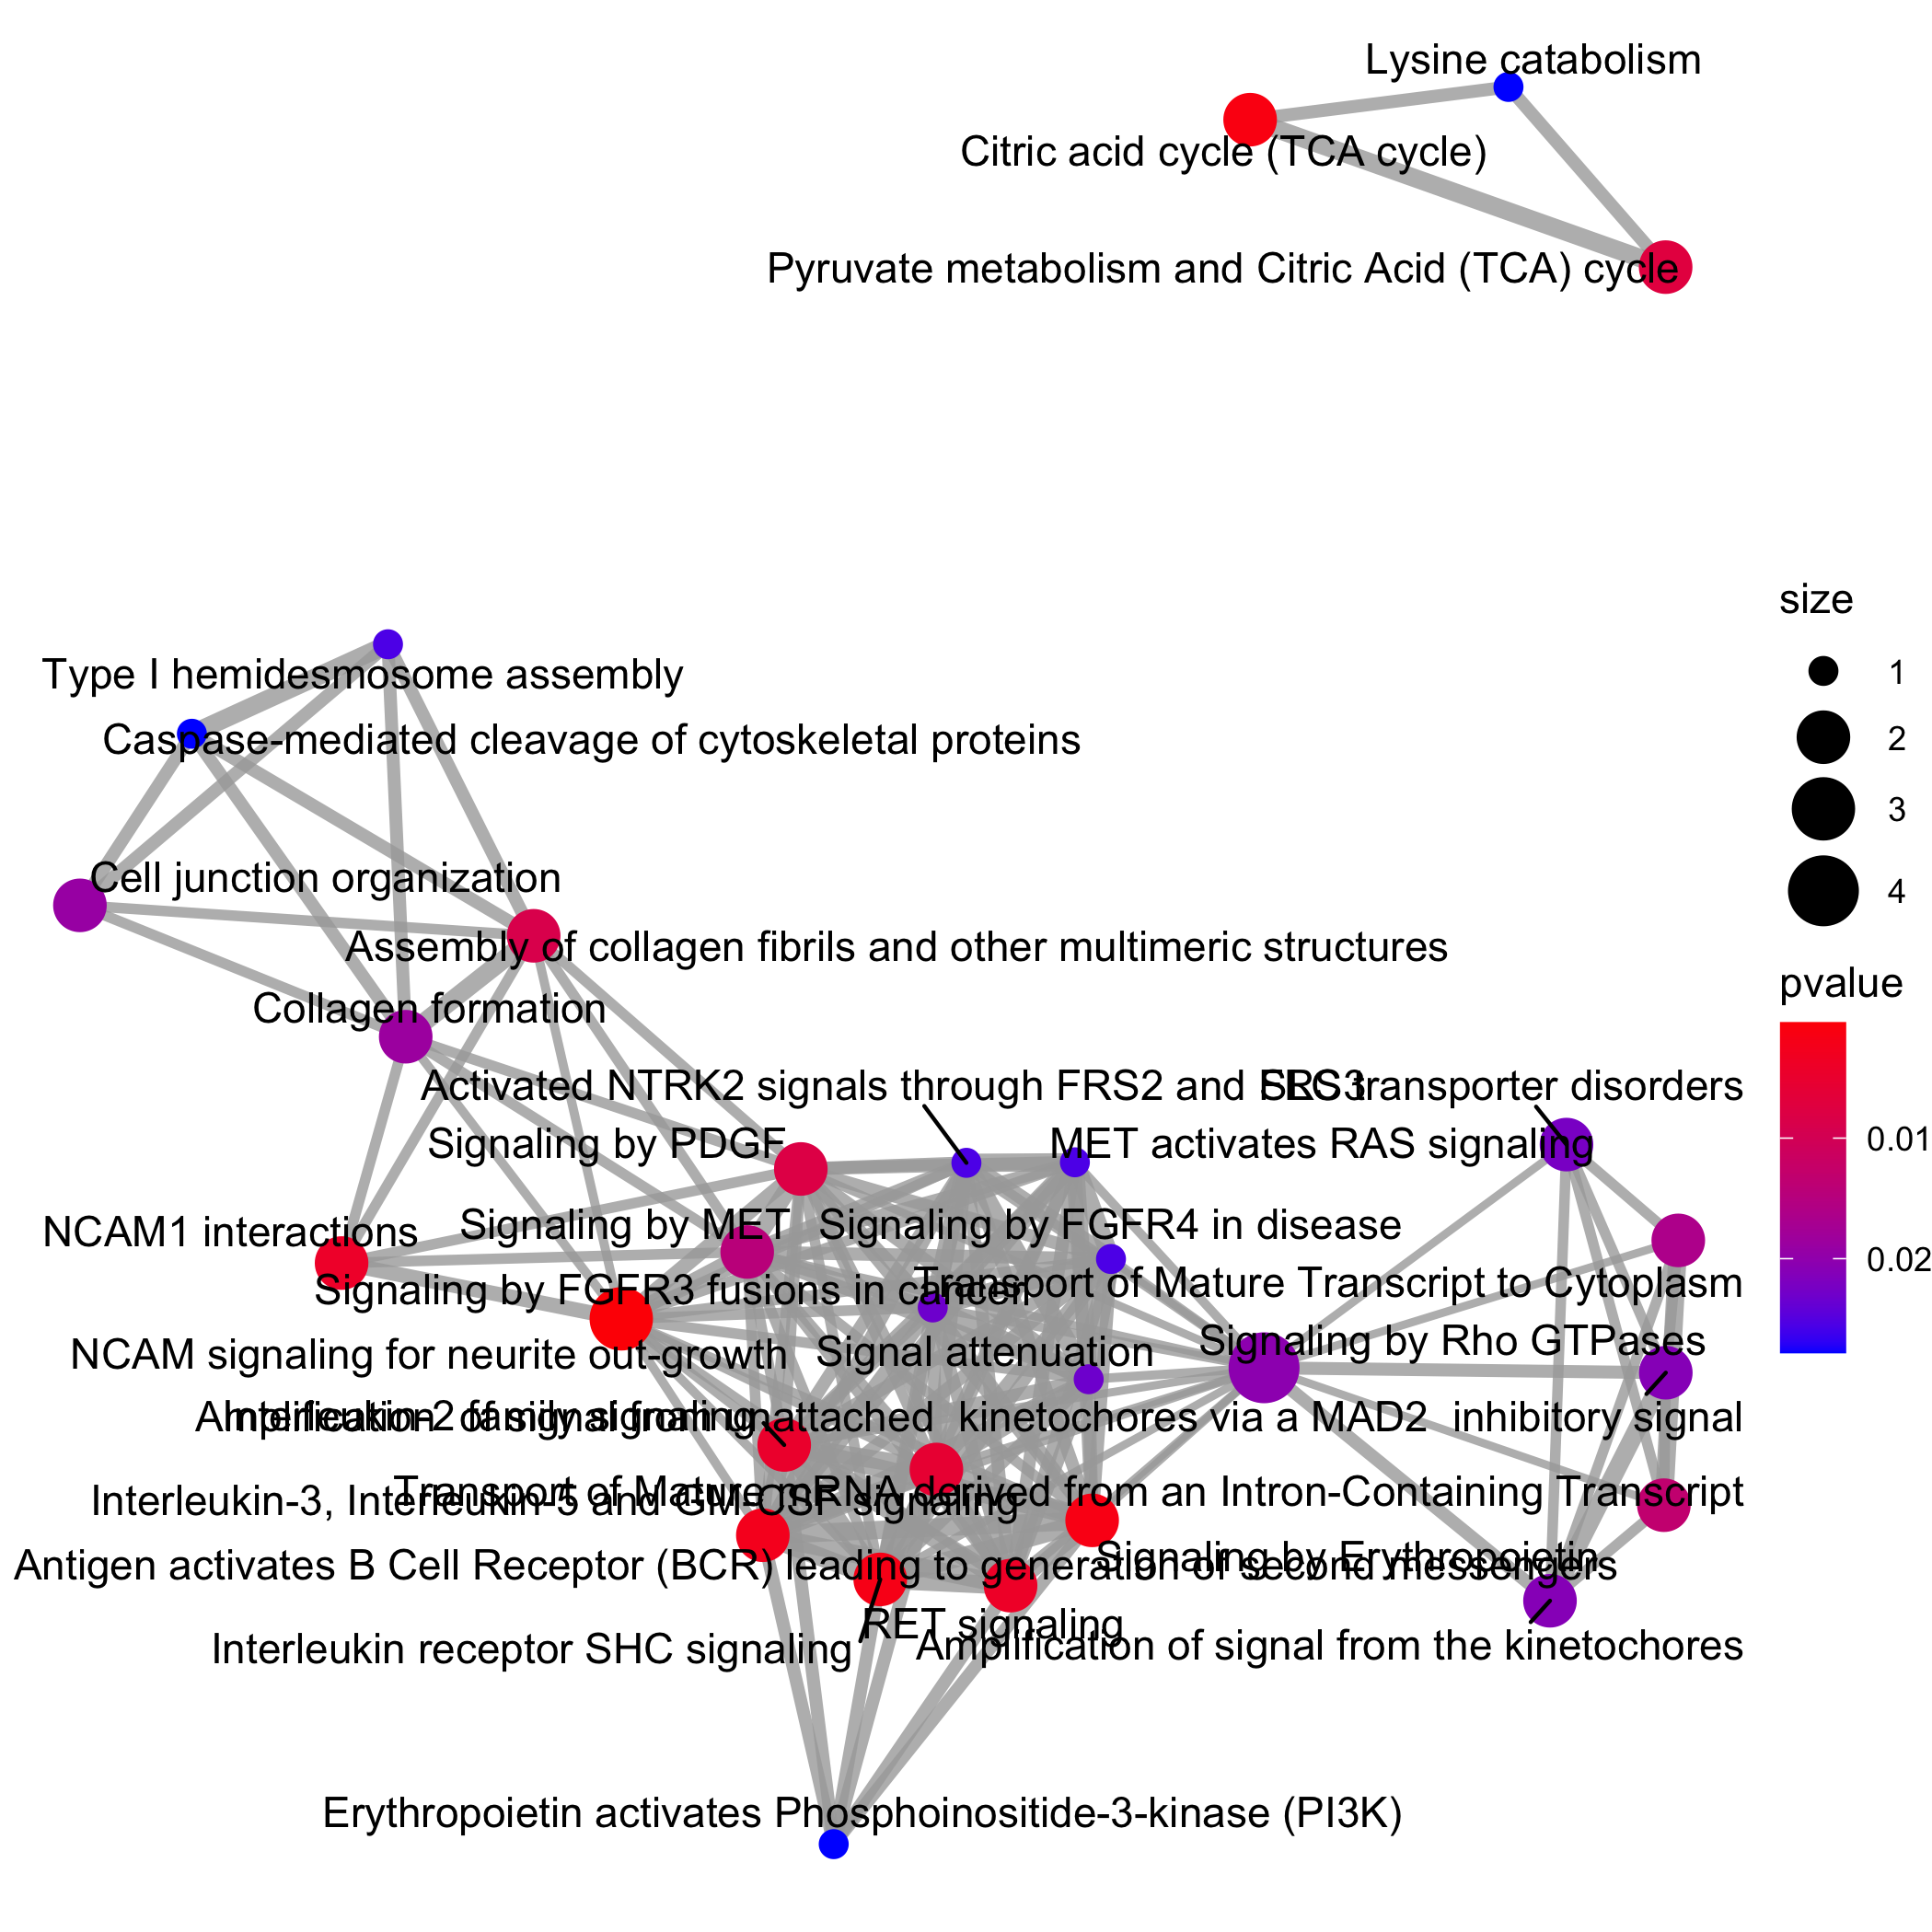 Lysine catabolism
Citric acid cycle (TCA cycle)
Pyruvate metabolism and Citric Acid (TCA) cycle
size
1
2
3
4
Type I hemidesmosome assembly
Caspase-mediated cleavage of cytoskeletal proteins
Cell junction organization
Assembly of collagen fibrils and other multimeric structures
Collagen formation
pvalue
0.01
0.02
Activated NTRK2 signals through FRS2 and FRS3
SLC transporter disorders
Signaling by PDGF
MET activates RAS signaling
NCAM1 interactions
Signaling by MET
Signaling by FGFR4 in disease
Signaling by FGFR3 fusions in cancer
Transport of Mature Transcript to Cytoplasm
NCAM signaling for neurite out-growth
Signal attenuation
Signaling by Rho GTPases
Interleukin-2 family signaling
Amplification  of signal from unattached  kinetochores via a MAD2  inhibitory signal
Transport of Mature mRNA derived from an Intron-Containing Transcript
Interleukin-3, Interleukin-5 and GM-CSF signaling
Signaling by Erythropoietin
Antigen activates B Cell Receptor (BCR) leading to generation of second messengers
RET signaling
Interleukin receptor SHC signaling
Amplification of signal from the kinetochores
Erythropoietin activates Phosphoinositide-3-kinase (PI3K)